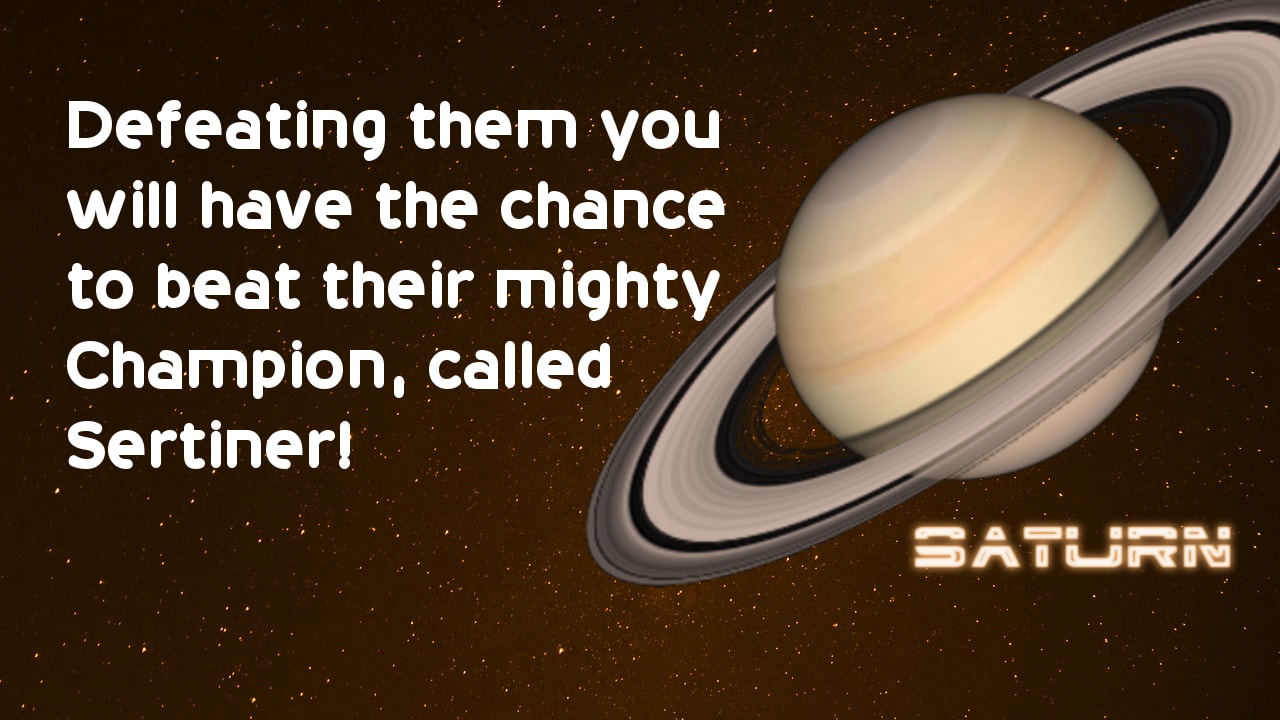 Defeating them you
will have the chance
to beat their mighty
Champion, called
Sertiner!
SATURN